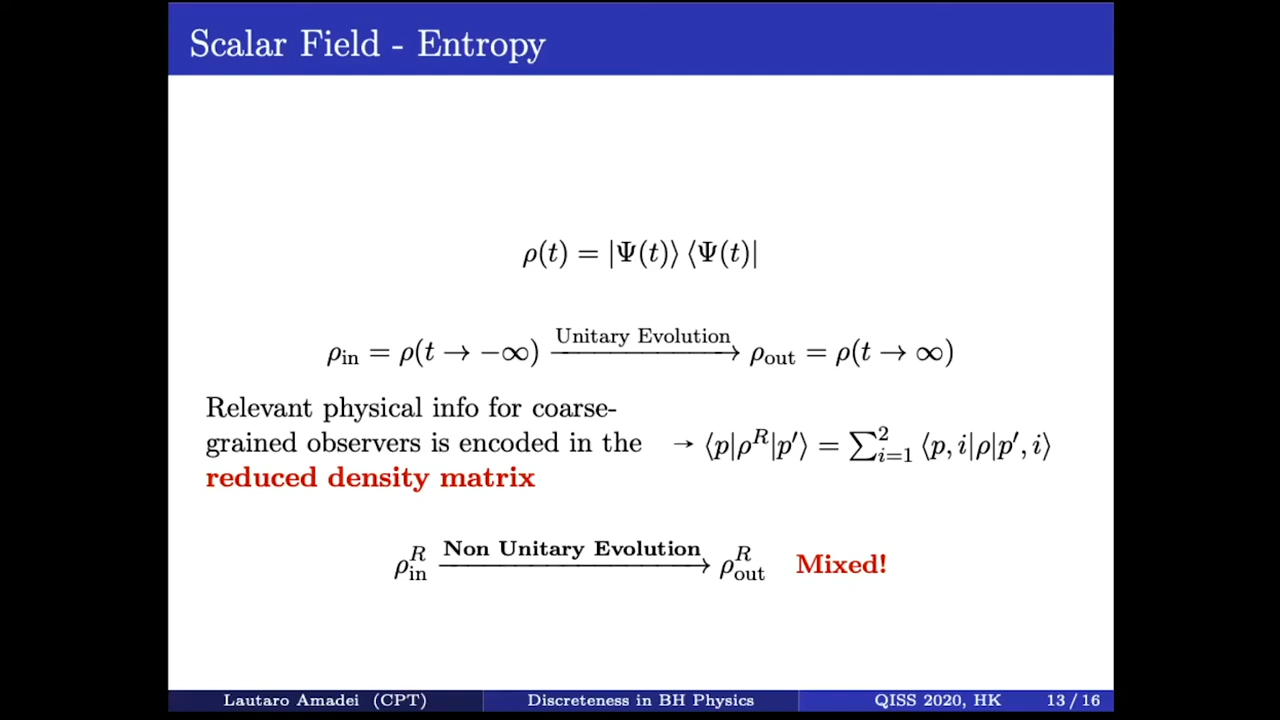 Scalar Field - Entropy
ρ(t) = |Ψ(t)⟩ ⟨Ψ(t)|
ρ_in = ρ(t → −∞) —Unitary Evolution→ ρ_out = ρ(t → ∞)
Relevant physical info for coarse-
grained observers is encoded in the
reduced density matrix
→ ⟨p|ρ^R|p′⟩ = ∑_{i=1}^{2} ⟨p, i|ρ|p′, i⟩
ρ_in^R —Non Unitary Evolution→ ρ_out^R Mixed!
Lautaro Amadei (CPT) Discreteness in BH Physics QISS 2020, HK 13 / 16